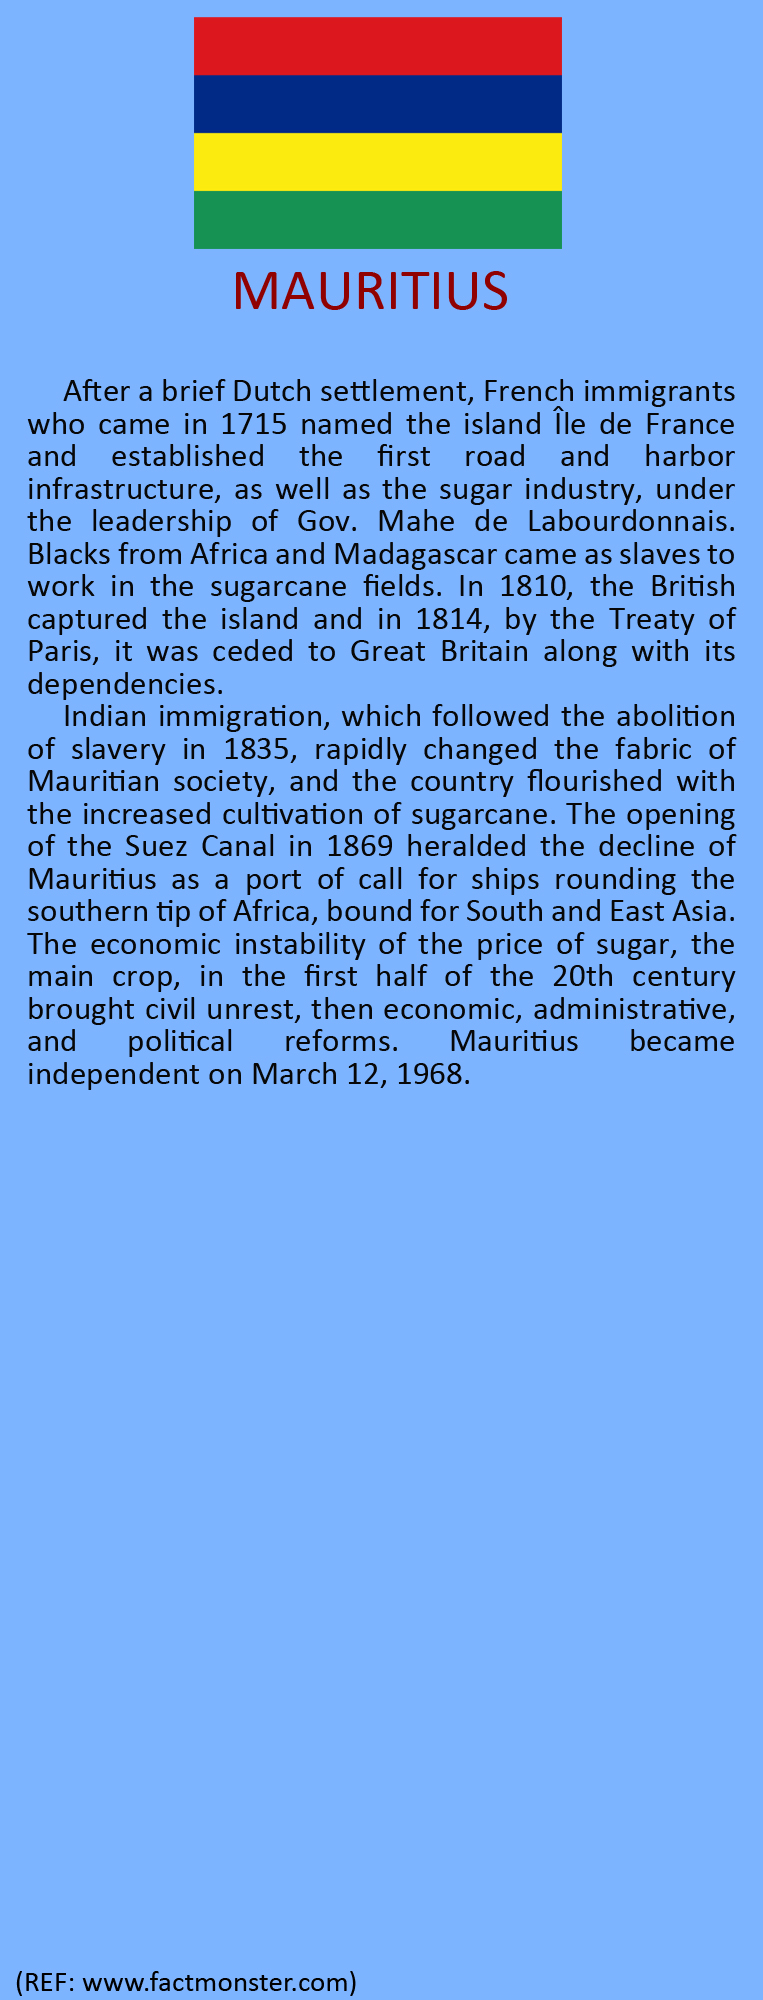 MAURITIUS
After a brief Dutch settlement, French immigrants
who came in 1715 named the island Île de France
and established the first road and harbor
infrastructure, as well as the sugar industry, under
the leadership of Gov. Mahe de Labourdonnais.
Blacks from Africa and Madagascar came as slaves to
work in the sugarcane fields. In 1810, the British
captured the island and in 1814, by the Treaty of
Paris, it was ceded to Great Britain along with its
dependencies.
Indian immigration, which followed the abolition
of slavery in 1835, rapidly changed the fabric of
Mauritian society, and the country flourished with
the increased cultivation of sugarcane. The opening
of the Suez Canal in 1869 heralded the decline of
Mauritius as a port of call for ships rounding the
southern tip of Africa, bound for South and East Asia.
The economic instability of the price of sugar, the
main crop, in the first half of the 20th century
brought civil unrest, then economic, administrative,
and political reforms. Mauritius became
independent on March 12, 1968.
(REF: www.factmonster.com)